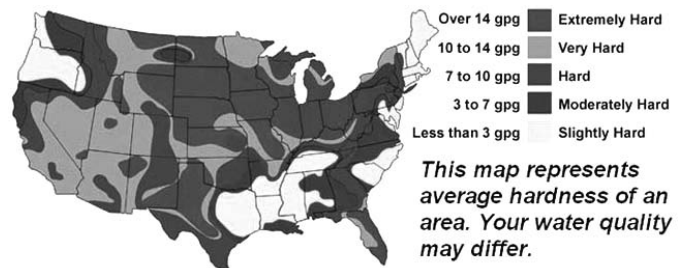 Over 14 gpg Extremely Hard
10 to 14 gpg Very Hard
7 to 10 gpg Hard
3 to 7 gpg Moderately Hard
Less than 3 gpg Slightly Hard
This map represents
average hardness of an
area. Your water quality
may differ.